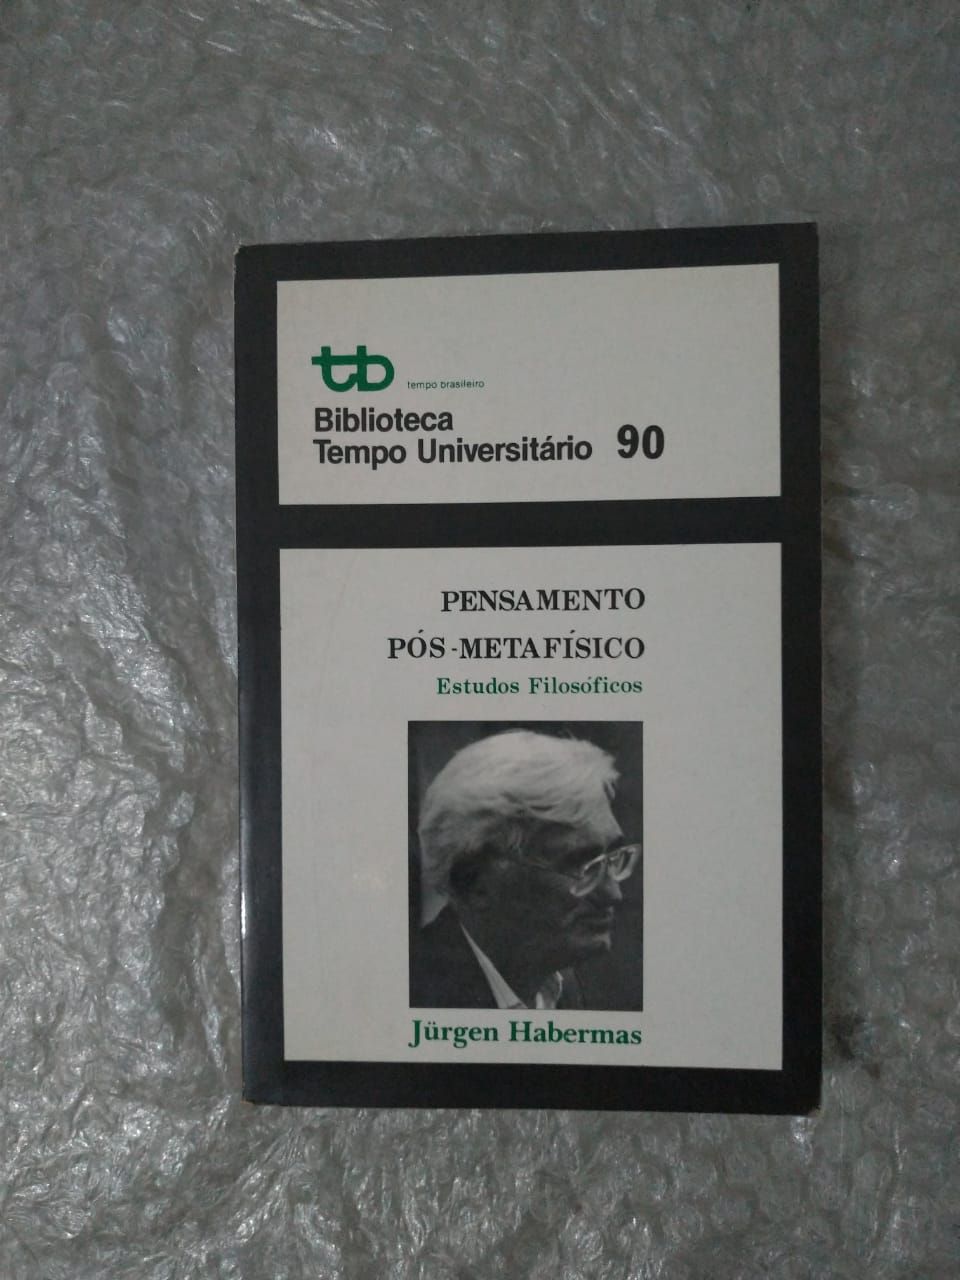 tb tempo brasileiro
Biblioteca
Tempo Universitário 90
PENSAMENTO
PÓS-METAFÍSICO
Estudos Filosóficos
Jürgen Habermas